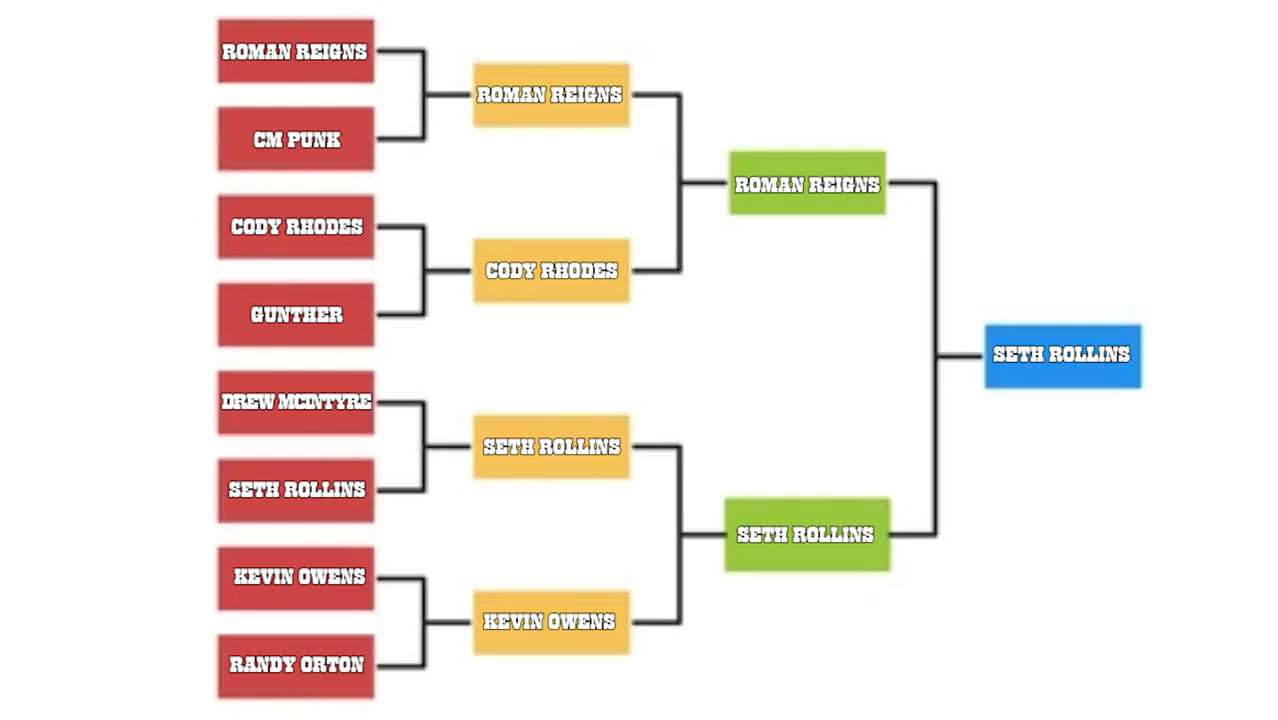 ROMAN REIGNS
CM PUNK
CODY RHODES
GUNTHER
DREW MCINTYRE
SETH ROLLINS
KEVIN OWENS
RANDY ORTON
ROMAN REIGNS
CODY RHODES
SETH ROLLINS
KEVIN OWENS
ROMAN REIGNS
SETH ROLLINS
SETH ROLLINS